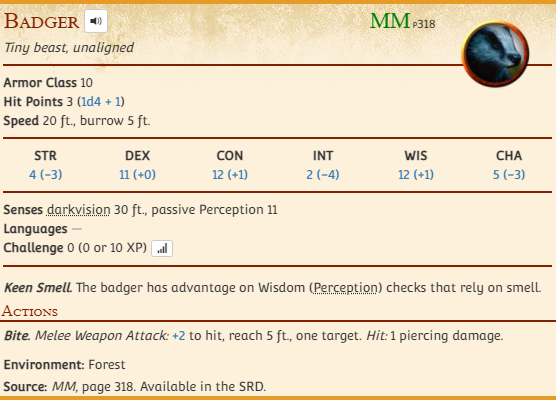 Badger
MM p318
Tiny beast, unaligned
Armor Class 10
Hit Points 3 (1d4 + 1)
Speed 20 ft., burrow 5 ft.
STR DEX CON INT WIS CHA
4 (−3) 11 (+0) 12 (+1) 2 (−4) 12 (+1) 5 (−3)
Senses darkvision 30 ft., passive Perception 11
Languages —
Challenge 0 (0 or 10 XP)
Keen Smell. The badger has advantage on Wisdom (Perception) checks that rely on smell.
Actions
Bite. Melee Weapon Attack: +2 to hit, reach 5 ft., one target. Hit: 1 piercing damage.
Environment: Forest
Source: MM, page 318. Available in the SRD.